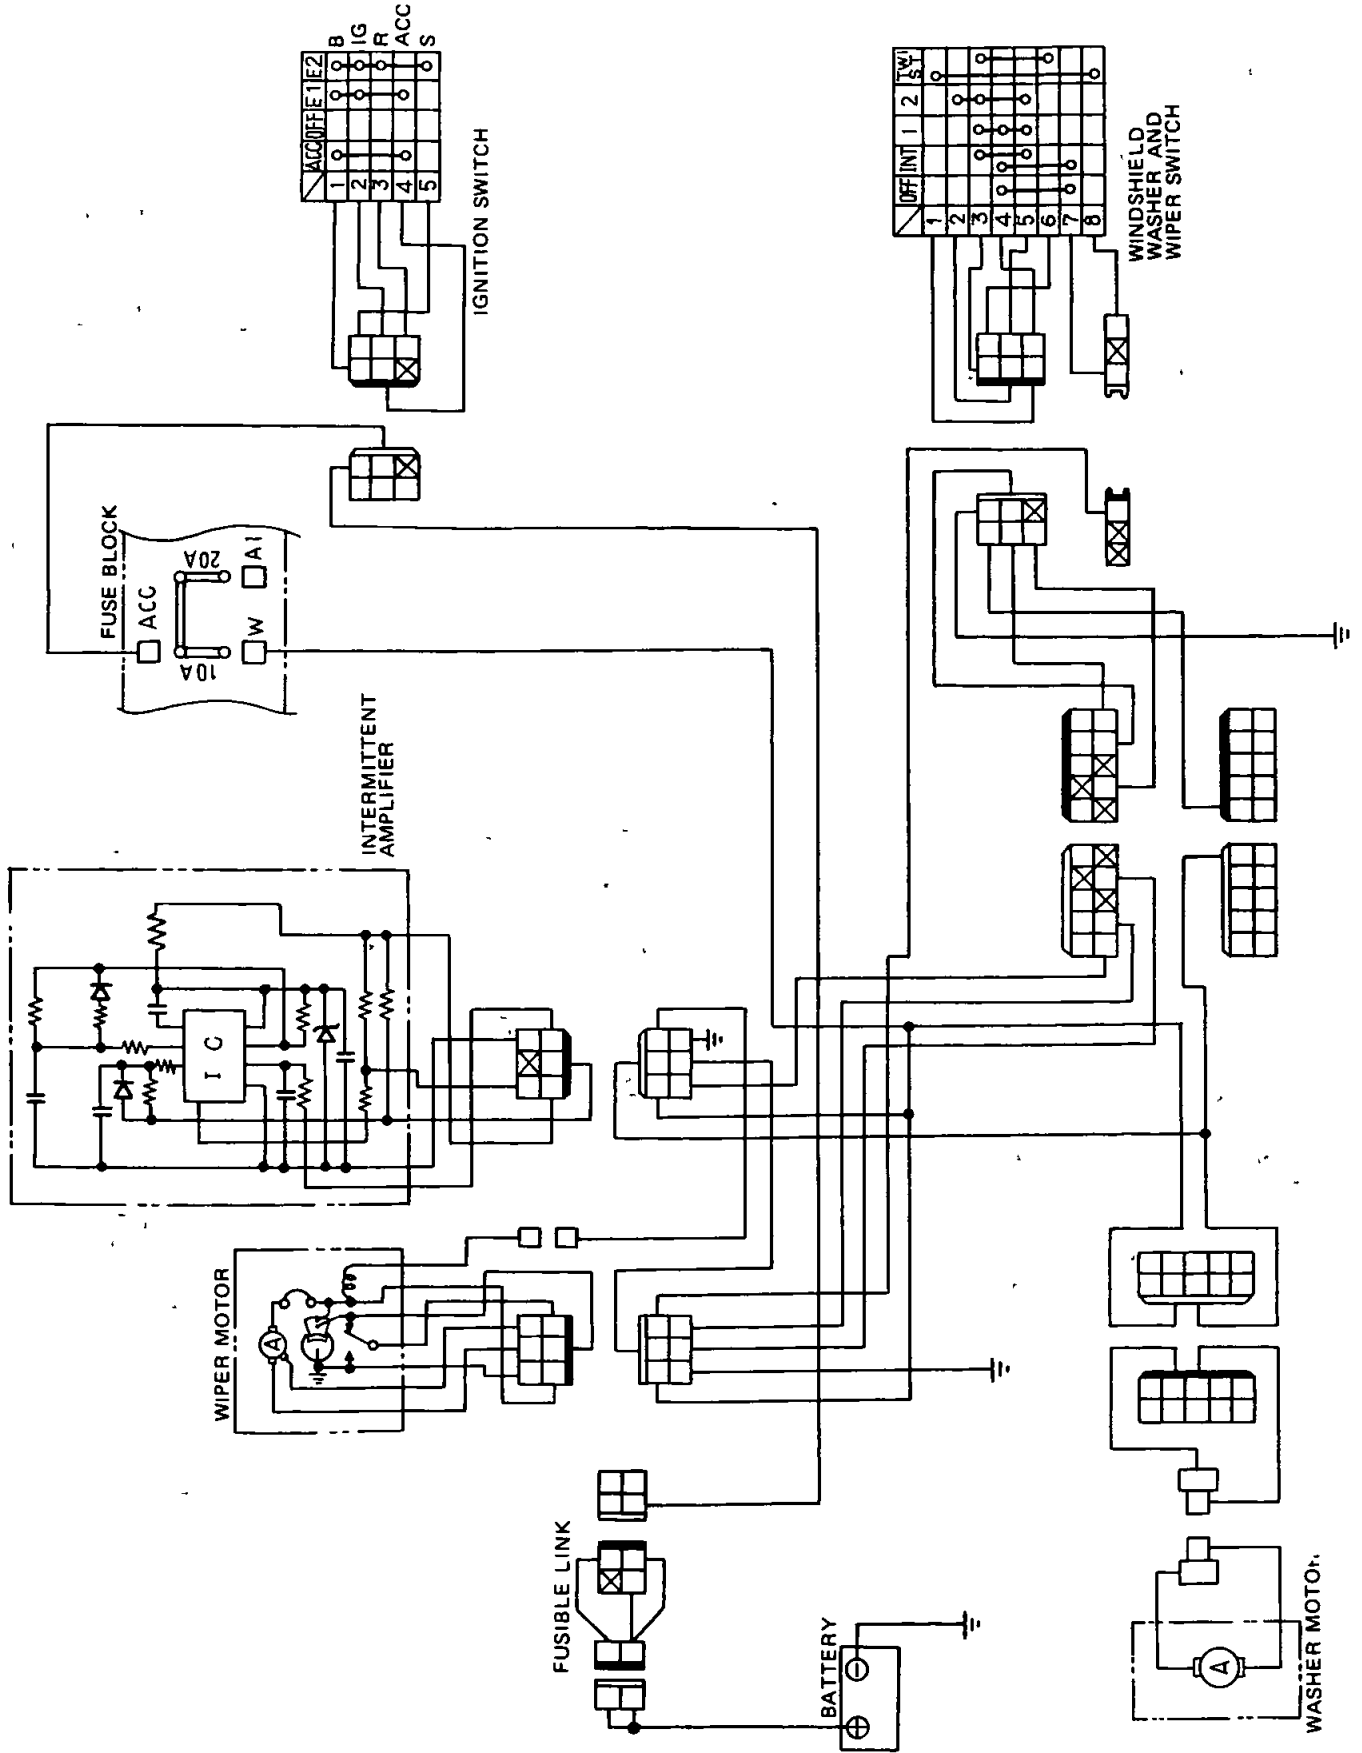 B
IG
R
ACC
S
ACC OFF E1 E2
1
2
3
4
5
IGNITION SWITCH
FUSE BLOCK
ACC
20A
10A
A1
W
INTERMITTENT
AMPLIFIER
I C
WIPER MOTOR
A
OFF INT 1 2 TWI
ST
1
2
3
4
5
6
7
8
WINDSHIELD
WASHER AND
WIPER SWITCH
FUSIBLE LINK
BATTERY
A
WASHER MOTOR